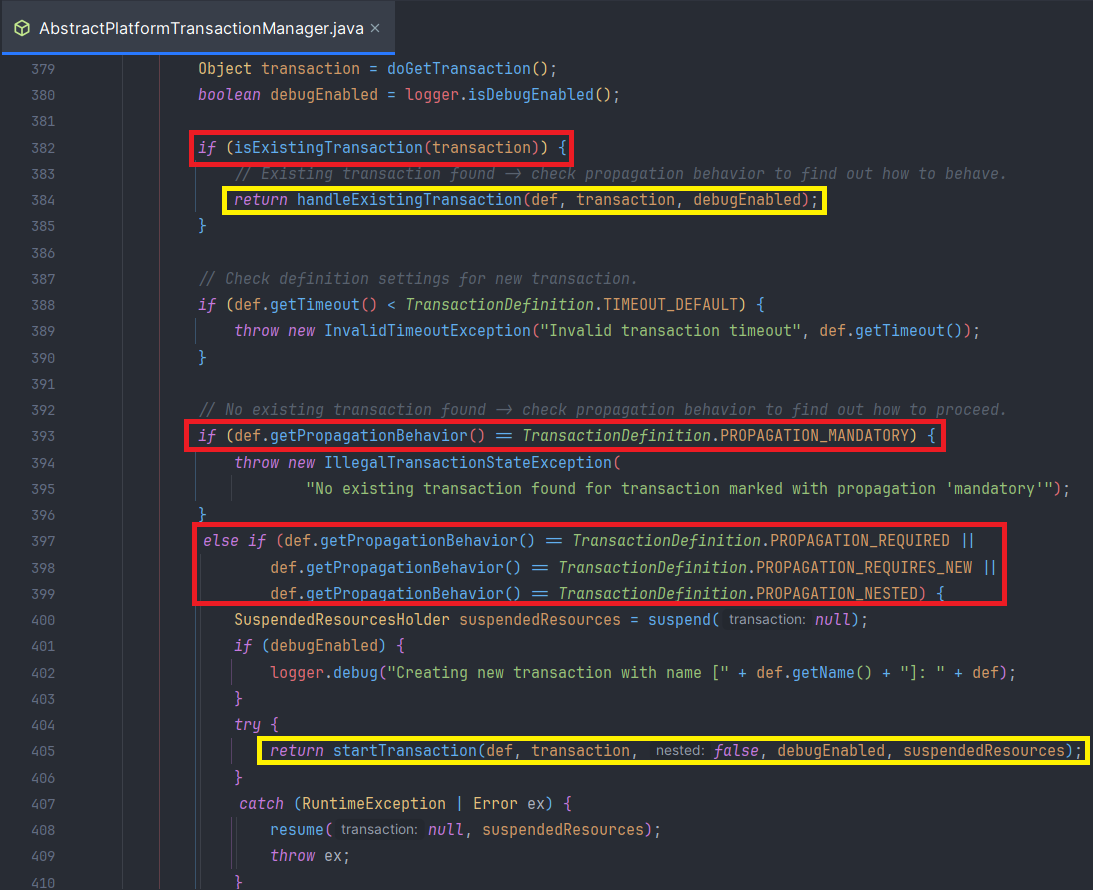 AbstractPlatformTransactionManager.java ×
379 Object transaction = doGetTransaction();
380 boolean debugEnabled = logger.isDebugEnabled();
381
382 if (isExistingTransaction(transaction)) {
383 // Existing transaction found -> check propagation behavior to find out how to behave.
384 return handleExistingTransaction(def, transaction, debugEnabled);
385 }
386
387 // Check definition settings for new transaction.
388 if (def.getTimeout() < TransactionDefinition.TIMEOUT_DEFAULT) {
389 throw new InvalidTimeoutException("Invalid transaction timeout", def.getTimeout());
390 }
391
392 // No existing transaction found -> check propagation behavior to find out how to proceed.
393 if (def.getPropagationBehavior() == TransactionDefinition.PROPAGATION_MANDATORY) {
394 throw new IllegalTransactionStateException(
395 "No existing transaction found for transaction marked with propagation 'mandatory'");
396 }
397 else if (def.getPropagationBehavior() == TransactionDefinition.PROPAGATION_REQUIRED ||
398 def.getPropagationBehavior() == TransactionDefinition.PROPAGATION_REQUIRES_NEW ||
399 def.getPropagationBehavior() == TransactionDefinition.PROPAGATION_NESTED) {
400 SuspendedResourcesHolder suspendedResources = suspend( transaction: null);
401 if (debugEnabled) {
402 logger.debug("Creating new transaction with name [" + def.getName() + "]: " + def);
403 }
404 try {
405 return startTransaction(def, transaction, nested: false, debugEnabled, suspendedResources);
406 }
407 catch (RuntimeException | Error ex) {
408 resume( transaction: null, suspendedResources);
409 throw ex;
410 }